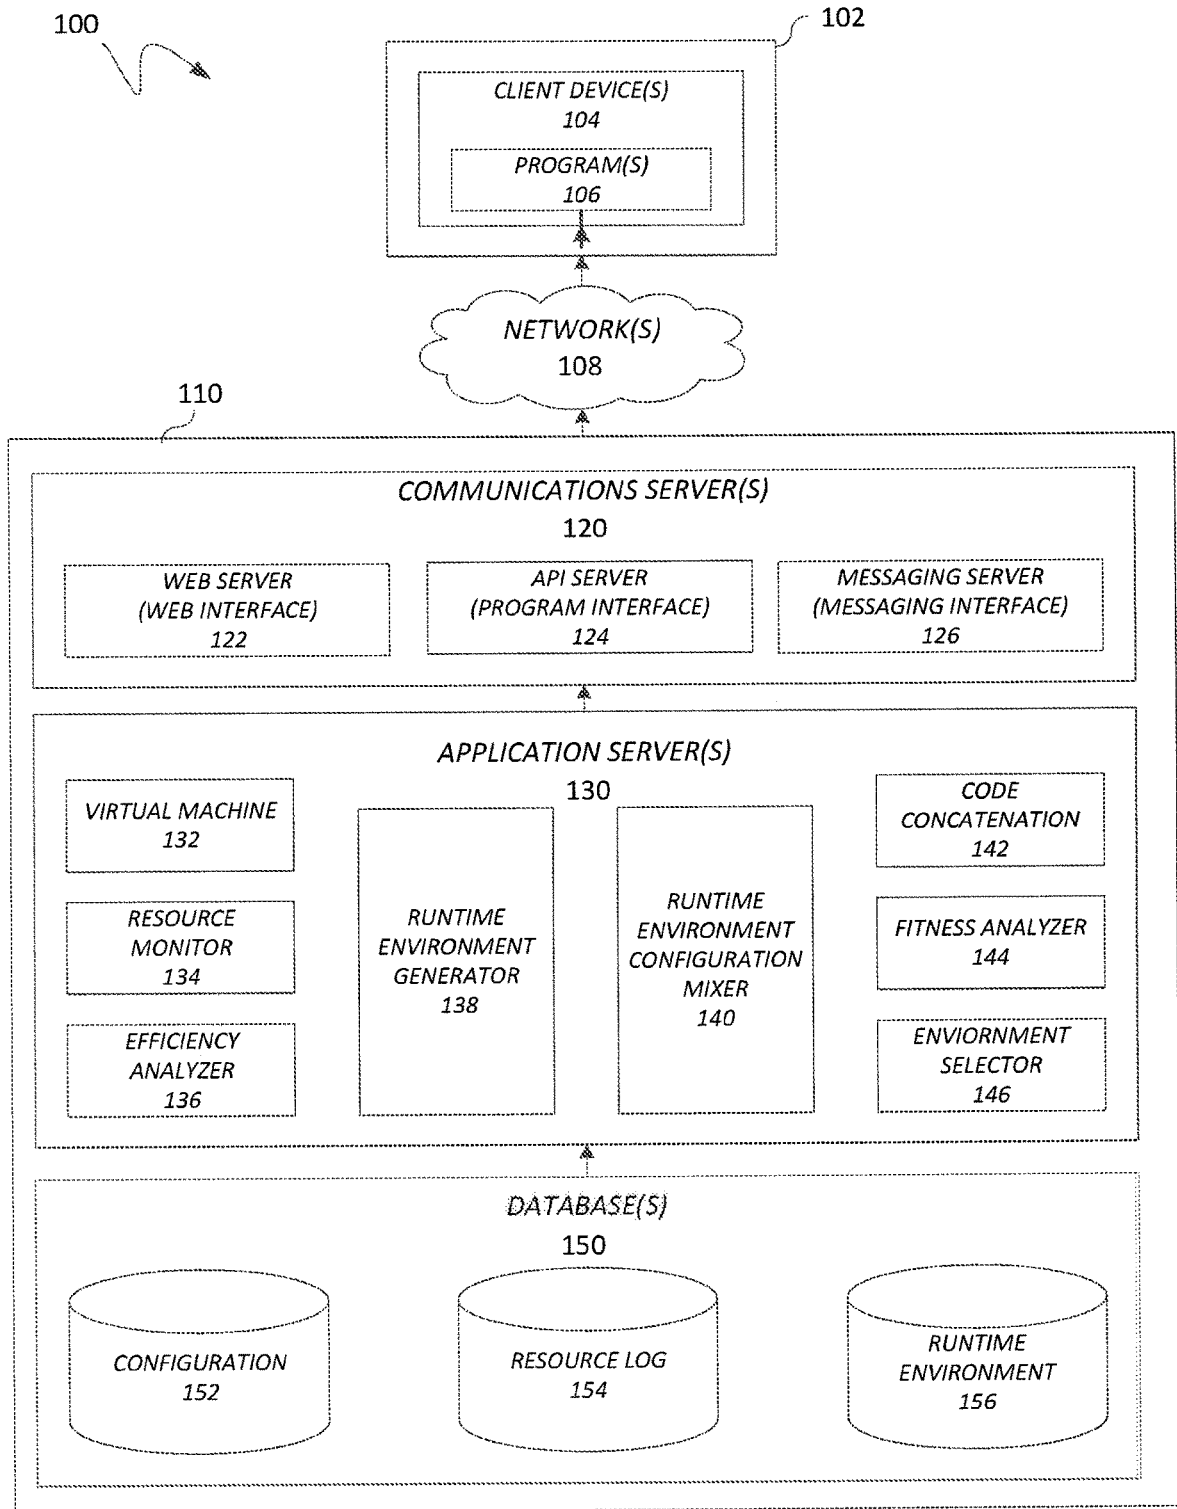 100
102
CLIENT DEVICE(S)
104
PROGRAM(S)
106
NETWORK(S)
108
110
COMMUNICATIONS SERVER(S)
120
WEB SERVER
(WEB INTERFACE)
122
API SERVER
(PROGRAM INTERFACE)
124
MESSAGING SERVER
(MESSAGING INTERFACE)
126
APPLICATION SERVER(S)
130
VIRTUAL MACHINE
132
RESOURCE
MONITOR
134
EFFICIENCY
ANALYZER
136
RUNTIME
ENVIRONMENT
GENERATOR
138
RUNTIME
ENVIRONMENT
CONFIGURATION
MIXER
140
CODE
CONCATENATION
142
FITNESS ANALYZER
144
ENVIORNMENT
SELECTOR
146
DATABASE(S)
150
CONFIGURATION
152
RESOURCE LOG
154
RUNTIME
ENVIRONMENT
156